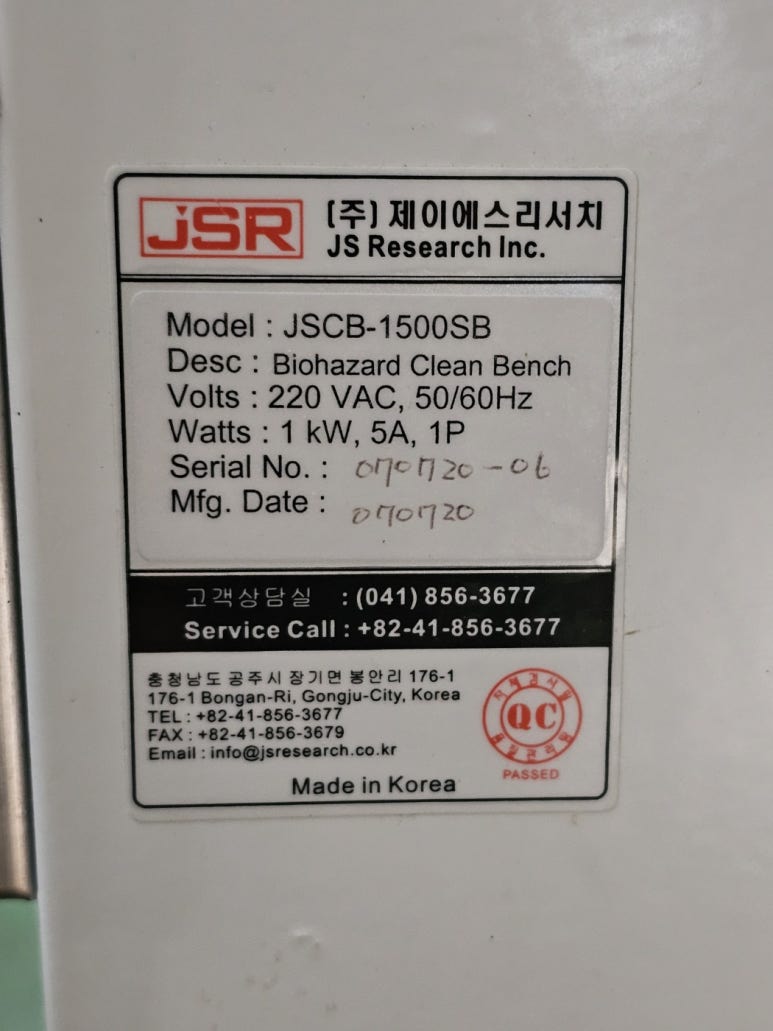 JSR
(주) 제이에스리서치
JS Research Inc.
Model : JSCB-1500SB
Desc : Biohazard Clean Bench
Volts : 220 VAC, 50/60Hz
Watts : 1 kW, 5A, 1P
Serial No. : 070720-06
Mfg. Date : 070720
고객상담실 : (041) 856-3677
Service Call : +82-41-856-3677
충청남도 공주시 장기면 봉안리 176-1
176-1 Bongan-Ri, Gongju-City, Korea
TEL : +82-41-856-3677
FAX : +82-41-856-3679
Email : info@jsresearch.co.kr
QC
PASSED
Made in Korea